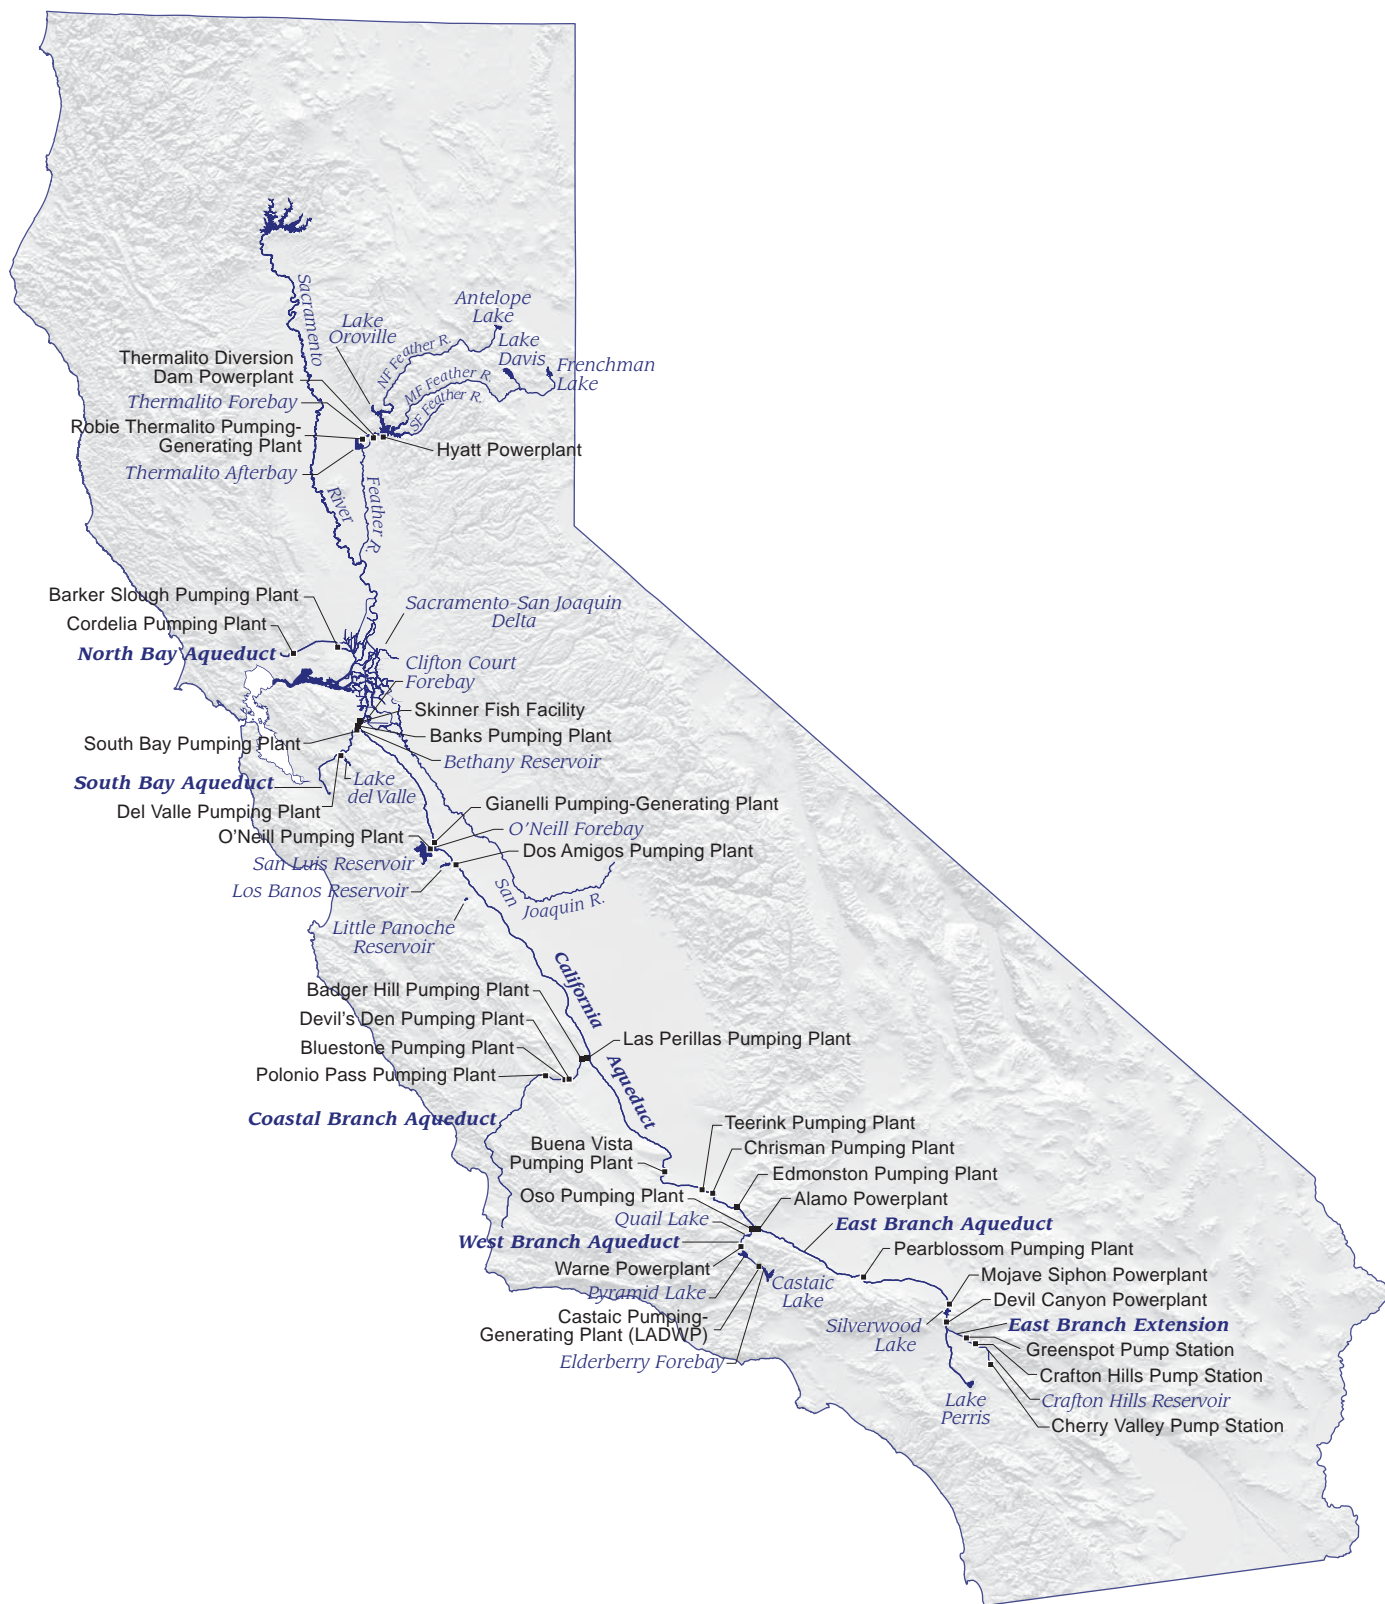 Sacramento
River
Antelope
Lake
Lake
Oroville
Lake
Davis
Frenchman
Lake
NF Feather R.
MF Feather R.
SF Feather R.
Thermalito Diversion
Dam Powerplant
Thermalito Forebay
Robie Thermalito Pumping-
Generating Plant
Hyatt Powerplant
Thermalito Afterbay
Feather R.
Barker Slough Pumping Plant
Cordelia Pumping Plant
North Bay Aqueduct
Sacramento-San Joaquin
Delta
Clifton Court
Forebay
Skinner Fish Facility
Banks Pumping Plant
South Bay Pumping Plant
Bethany Reservoir
South Bay Aqueduct
Lake
del Valle
Del Valle Pumping Plant
Gianelli Pumping-Generating Plant
O'Neill Forebay
O'Neill Pumping Plant
Dos Amigos Pumping Plant
San Luis Reservoir
Los Banos Reservoir
San
Joaquin R.
Little Panoche
Reservoir
California
Aqueduct
Badger Hill Pumping Plant
Devil's Den Pumping Plant
Las Perillas Pumping Plant
Bluestone Pumping Plant
Polonio Pass Pumping Plant
Coastal Branch Aqueduct
Teerink Pumping Plant
Chrisman Pumping Plant
Buena Vista
Pumping Plant
Edmonston Pumping Plant
Oso Pumping Plant
Alamo Powerplant
Quail Lake
East Branch Aqueduct
West Branch Aqueduct
Pearblossom Pumping Plant
Warne Powerplant
Mojave Siphon Powerplant
Pyramid Lake
Castaic
Lake
Devil Canyon Powerplant
Castaic Pumping-
Generating Plant (LADWP)
Silverwood
Lake
East Branch Extension
Greenspot Pump Station
Elderberry Forebay
Crafton Hills Pump Station
Lake
Perris
Crafton Hills Reservoir
Cherry Valley Pump Station